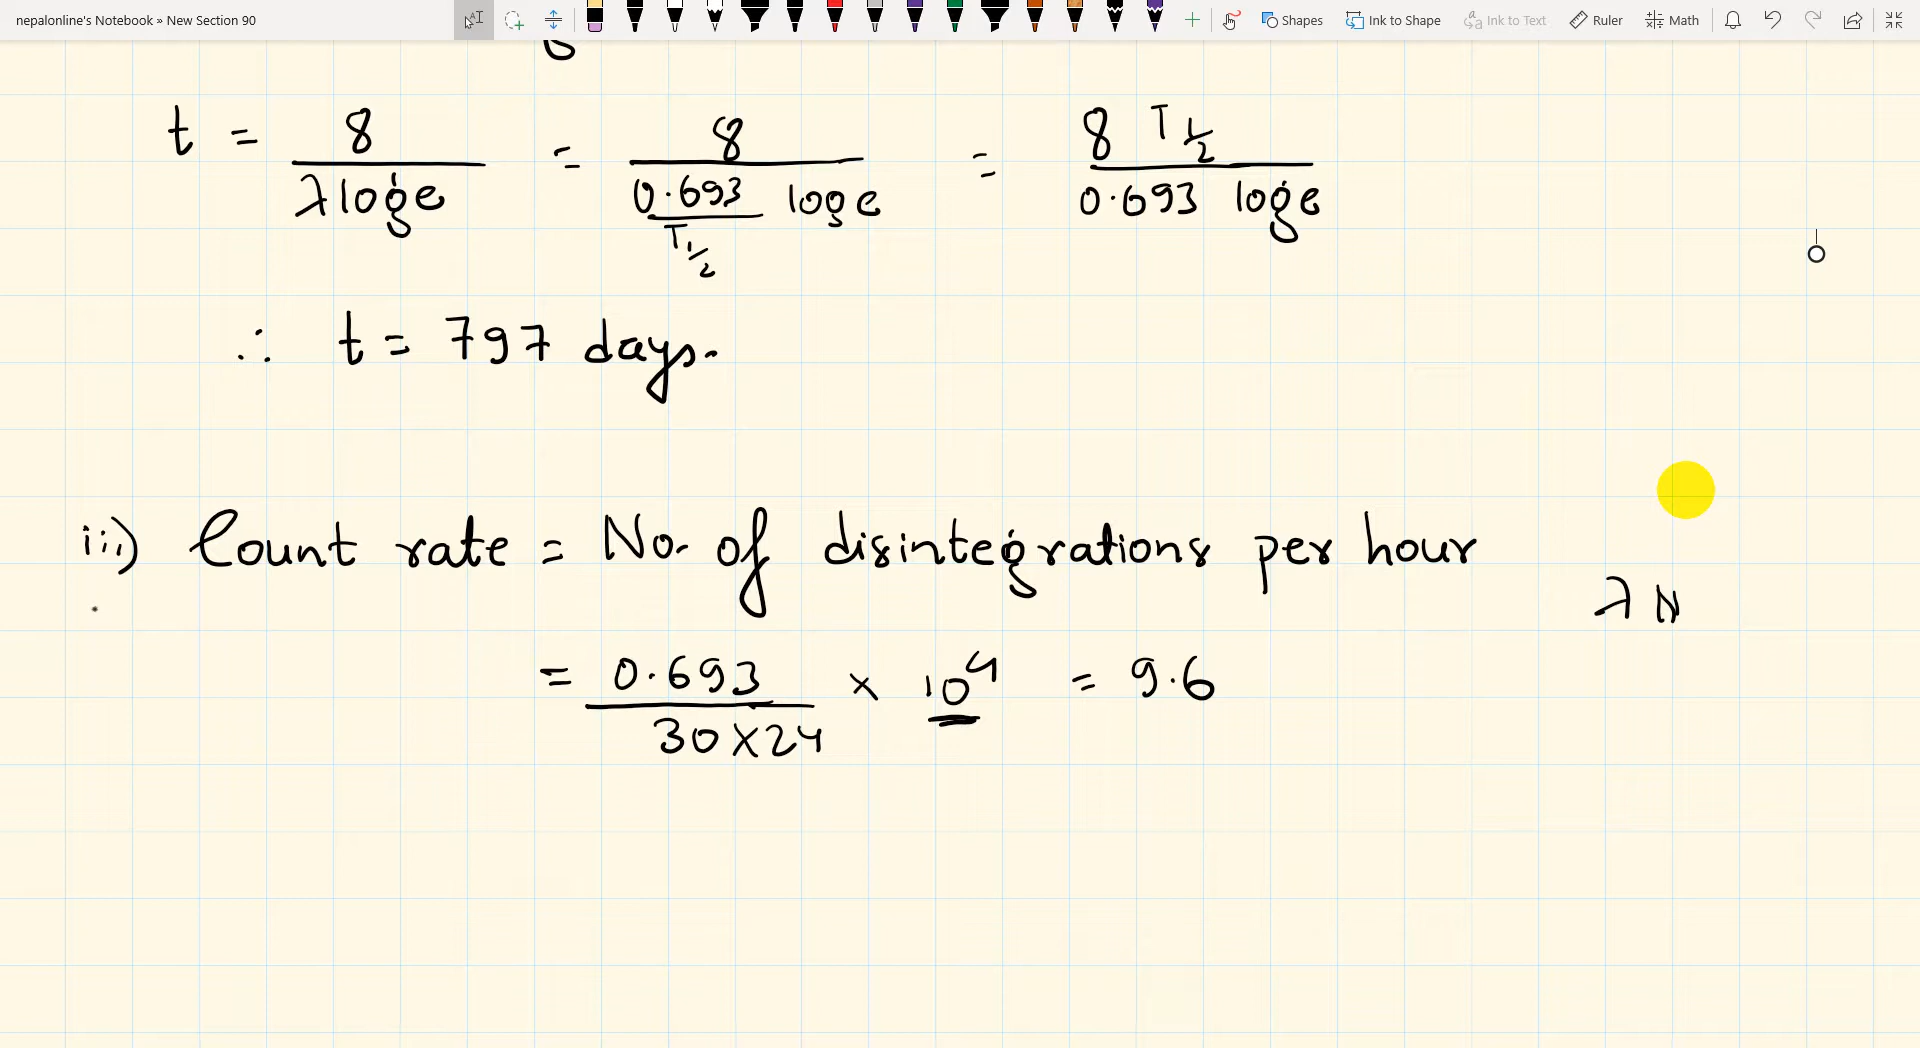 nepalonline's Notebook » New Section 90
Shapes Ink to Shape Ink to Text Ruler Math
t = 8 / λ loge = 8 / (0.693 / T½) loge = 8 T½ / 0.693 loge
∴ t = 797 days.
iii) Count rate = No. of disintegrations per hour
λ N
= 0.693 / 30 × 24 × 10⁴ = 9.6